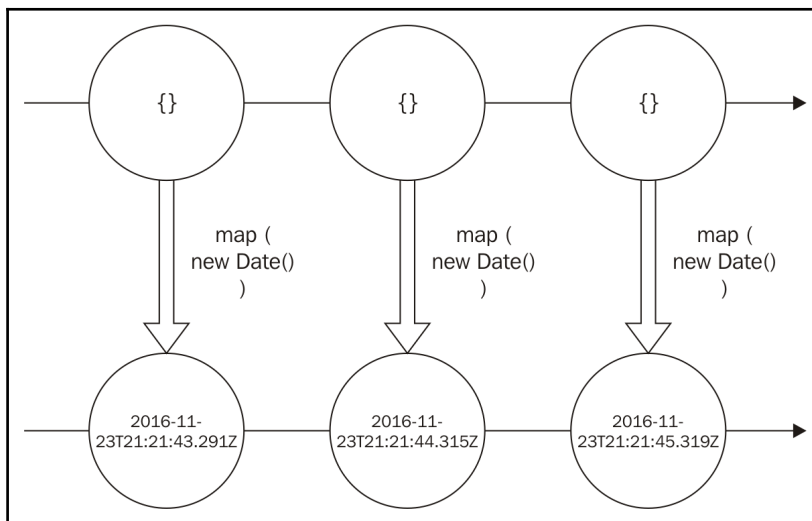 {}
{}
{}
map (
new Date()
)
map (
new Date()
)
map (
new Date()
)
2016-11-
23T21:21:43.291Z
2016-11-
23T21:21:44.315Z
2016-11-
23T21:21:45.319Z